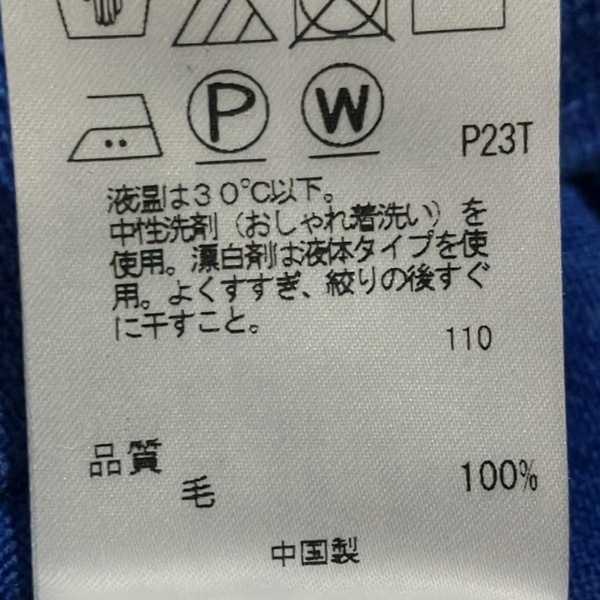 P
W
P23T
液温は30℃以下。
中性洗剤（おしゃれ着洗い）を
使用。漂白剤は液体タイプを使
用。よくすすぎ、絞りの後すぐ
に干すこと。
110
品質
毛 100%
中国製